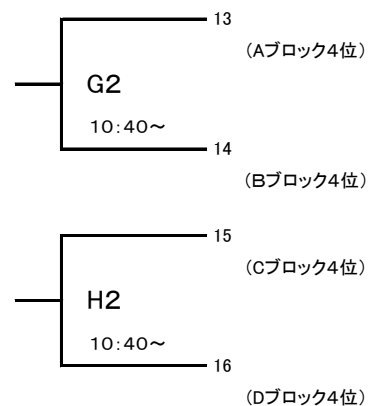 13
（Aブロック４位）
G2
１０：４０～
14
（Bブロック４位）
15
（Cブロック４位）
H2
１０：４０～
16
（Dブロック４位）